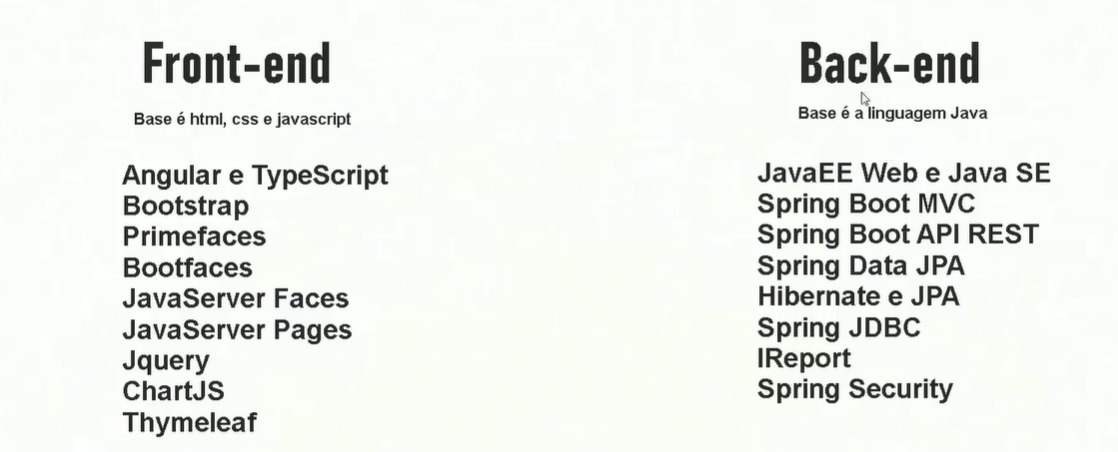 Front-end
Base é html, css e javascript
Angular e TypeScript
Bootstrap
Primefaces
Bootfaces
JavaServer Faces
JavaServer Pages
Jquery
ChartJS
Thymeleaf
Back-end
Base é a linguagem Java
JavaEE Web e Java SE
Spring Boot MVC
Spring Boot API REST
Spring Data JPA
Hibernate e JPA
Spring JDBC
IReport
Spring Security